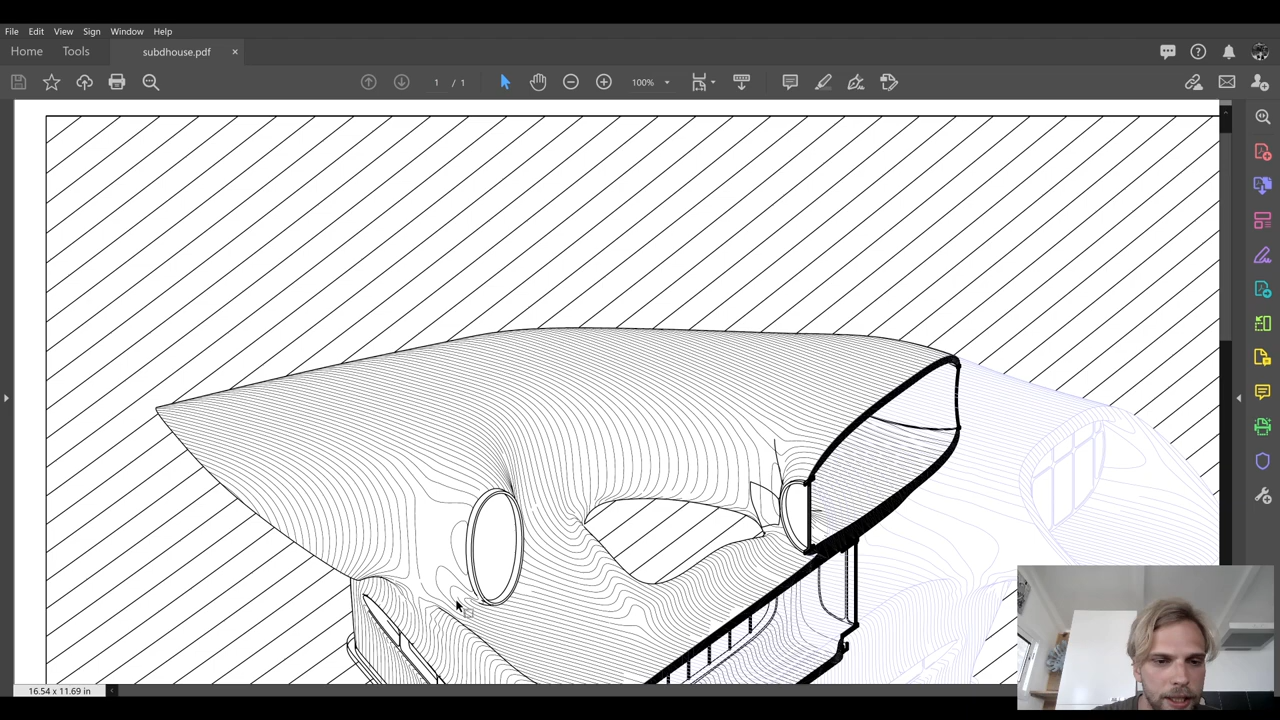 File Edit View Sign Window Help
Home Tools subdhouse.pdf ×
1 / 1 100%
16.54 x 11.69 in